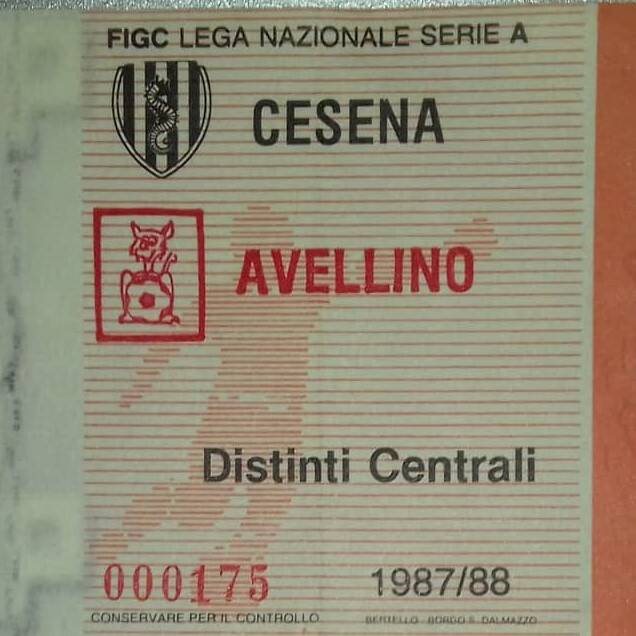 FIGC LEGA NAZIONALE SERIE A
CESENA
AVELLINO
Distinti Centrali
000175
1987/88
CONSERVARE PER IL CONTROLLO
BERTELLO - BORGO S. DALMAZZO